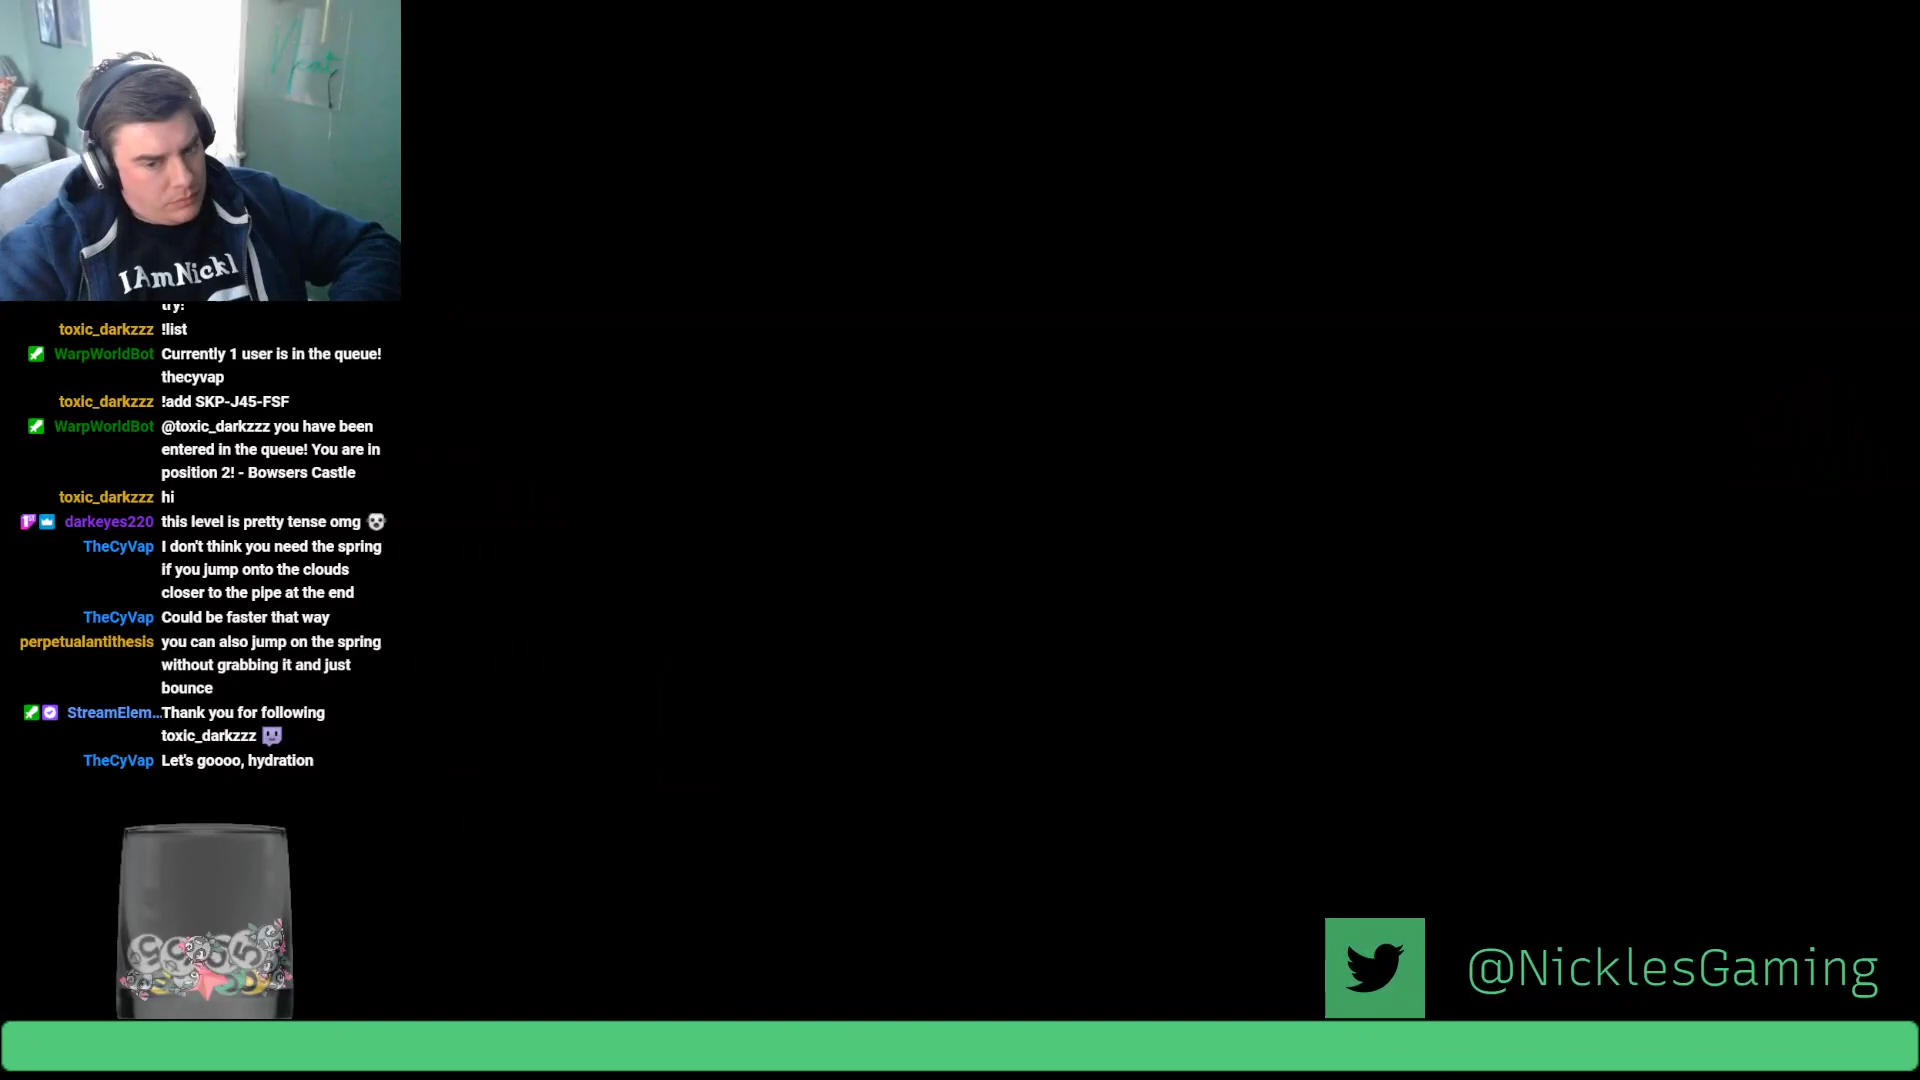 Neat
IAmNickl
try!
toxic_darkzzz !list
WarpWorldBot Currently 1 user is in the queue!
thecyvap
toxic_darkzzz !add SKP-J45-FSF
WarpWorldBot @toxic_darkzzz you have been
entered in the queue! You are in
position 2! - Bowsers Castle
toxic_darkzzz hi
darkeyes220 this level is pretty tense omg
TheCyVap I don't think you need the spring
if you jump onto the clouds
closer to the pipe at the end
TheCyVap Could be faster that way
perpetualantithesis you can also jump on the spring
without grabbing it and just
bounce
StreamElem... Thank you for following
toxic_darkzzz
TheCyVap Let's goooo, hydration
@NicklesGaming